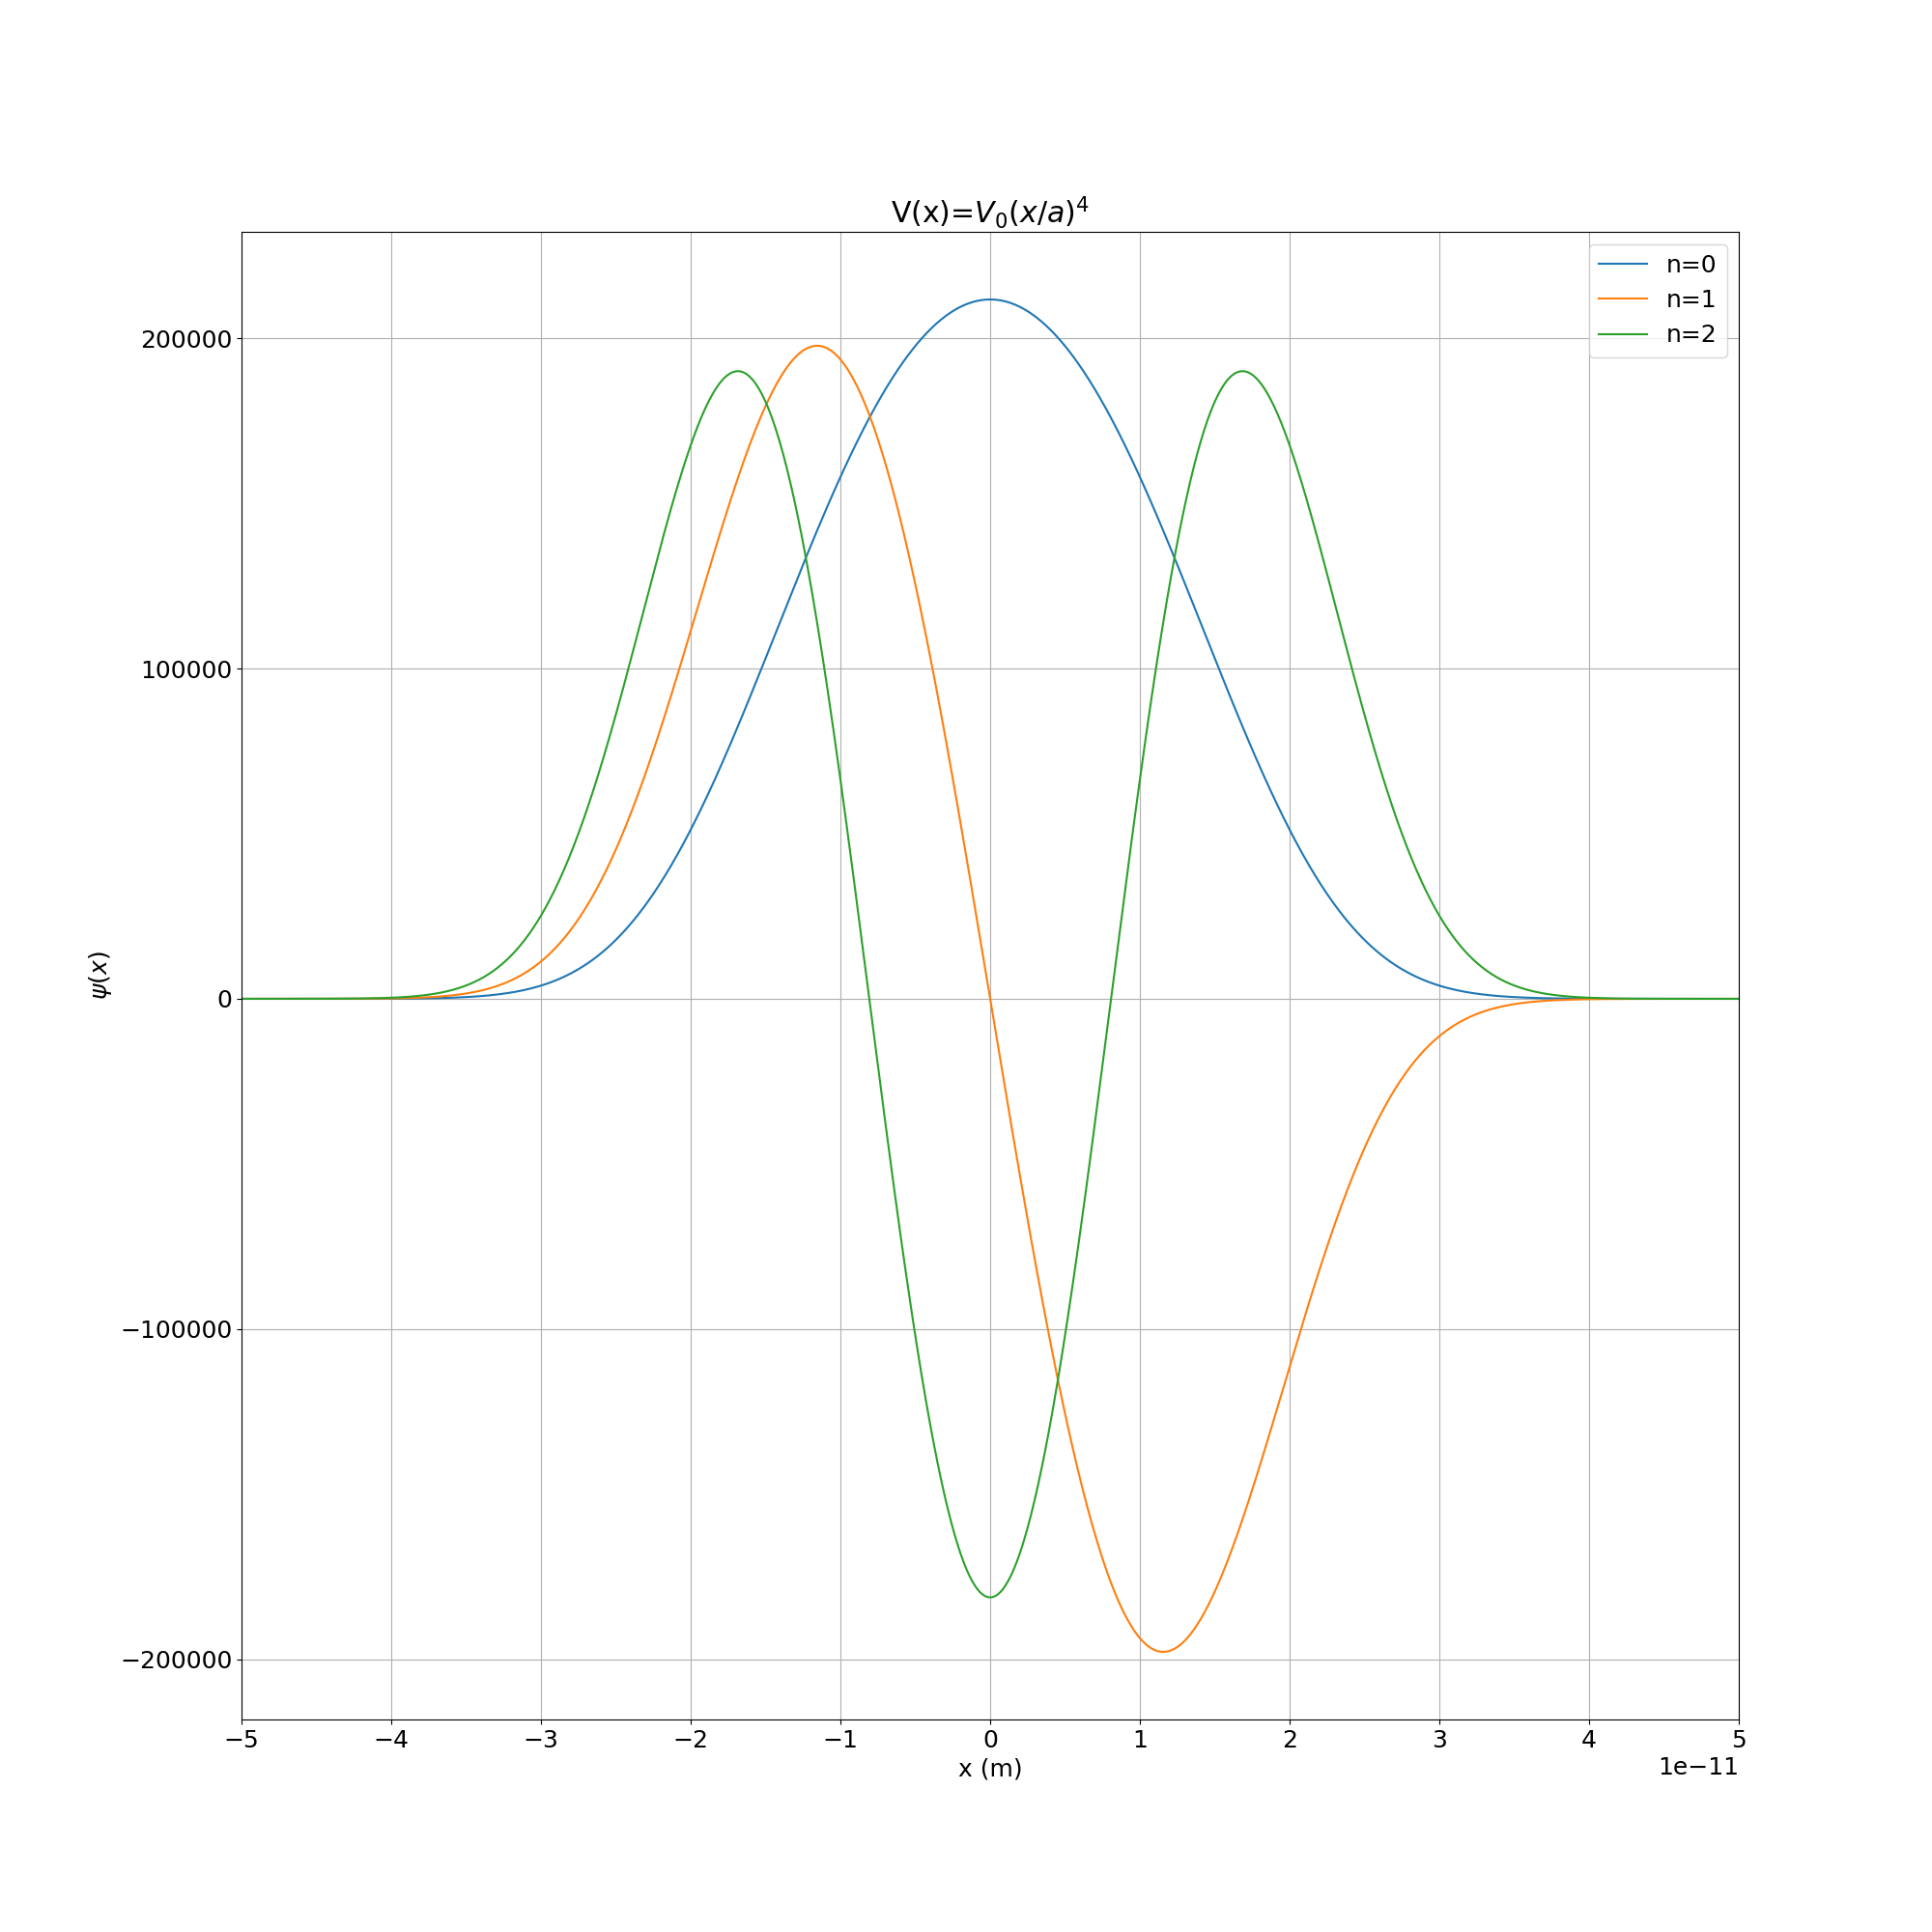 V(x)=V₀(x/a)⁴
n=0
n=1
n=2
200000
100000
0
−100000
−200000
ψ(x)
−5 −4 −3 −2 −1 0 1 2 3 4 5
x (m)
1e−11